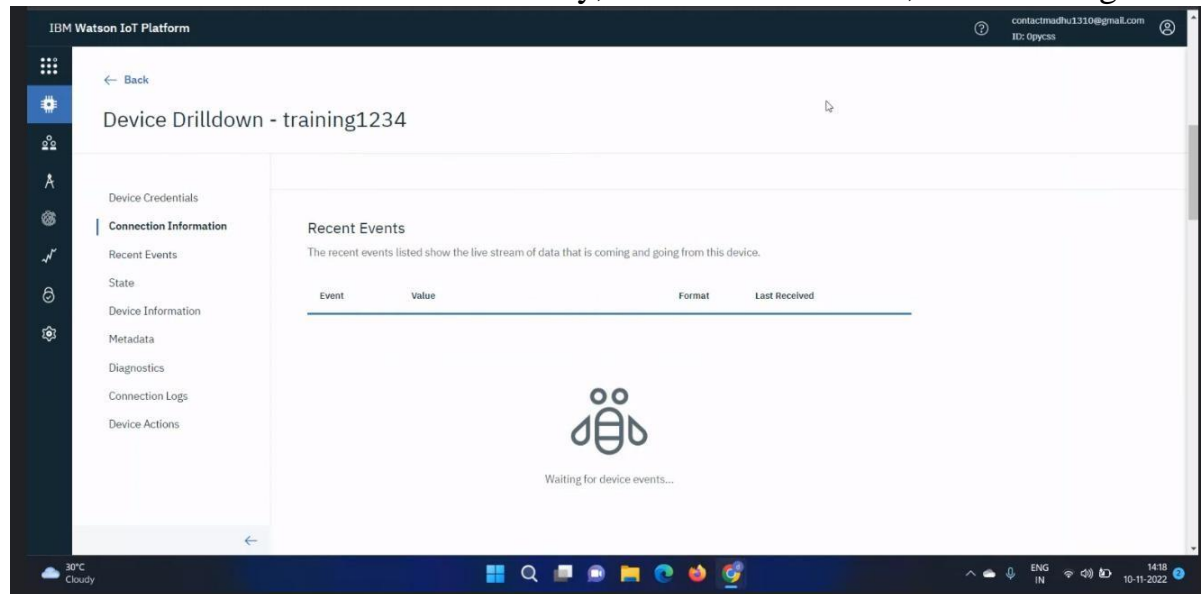 IBM Watson IoT Platform
contactmadhu1310@gmail.com
ID: 0pycss
Back
Device Drilldown - training1234
Device Credentials
Connection Information
Recent Events
State
Device Information
Metadata
Diagnostics
Connection Logs
Device Actions
Recent Events
The recent events listed show the live stream of data that is coming and going from this device.
Event Value Format Last Received
Waiting for device events...
30°C
Cloudy
ENG
IN
14:18
10-11-2022
2